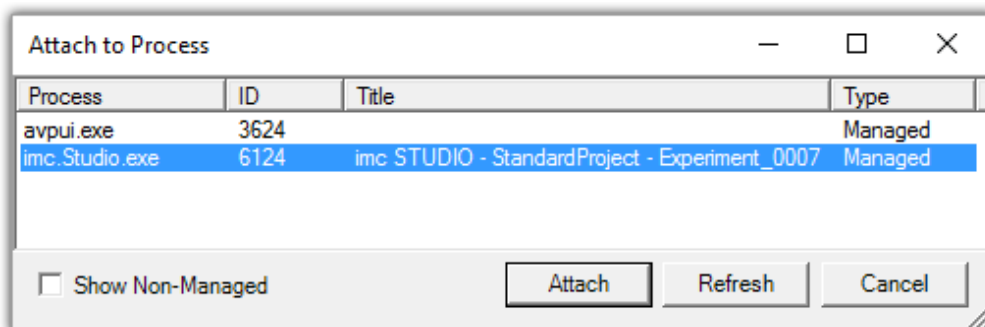 Attach to Process
Process ID Title Type
avpui.exe 3624 Managed
imc.Studio.exe 6124 imc STUDIO - StandardProject - Experiment_0007 Managed
Show Non-Managed Attach Refresh Cancel